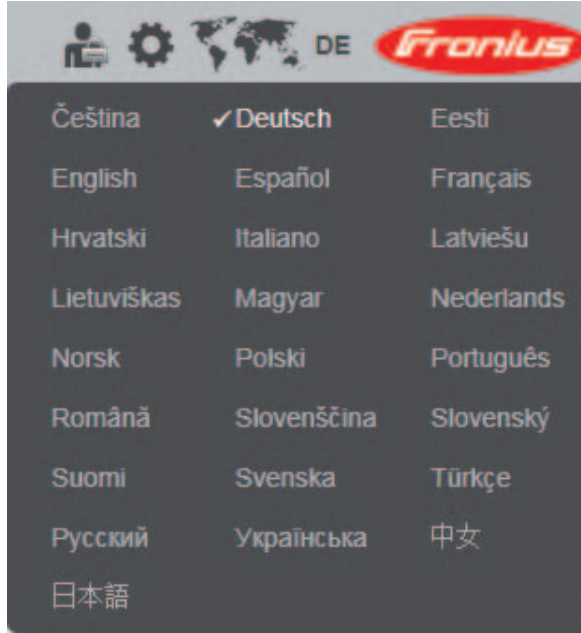 DE Fronius
Čeština ✓Deutsch Eesti
English Español Français
Hrvatski Italiano Latviešu
Lietuviškas Magyar Nederlands
Norsk Polski Português
Română Slovenščina Slovenský
Suomi Svenska Türkçe
Русский Українська 中女
日本語